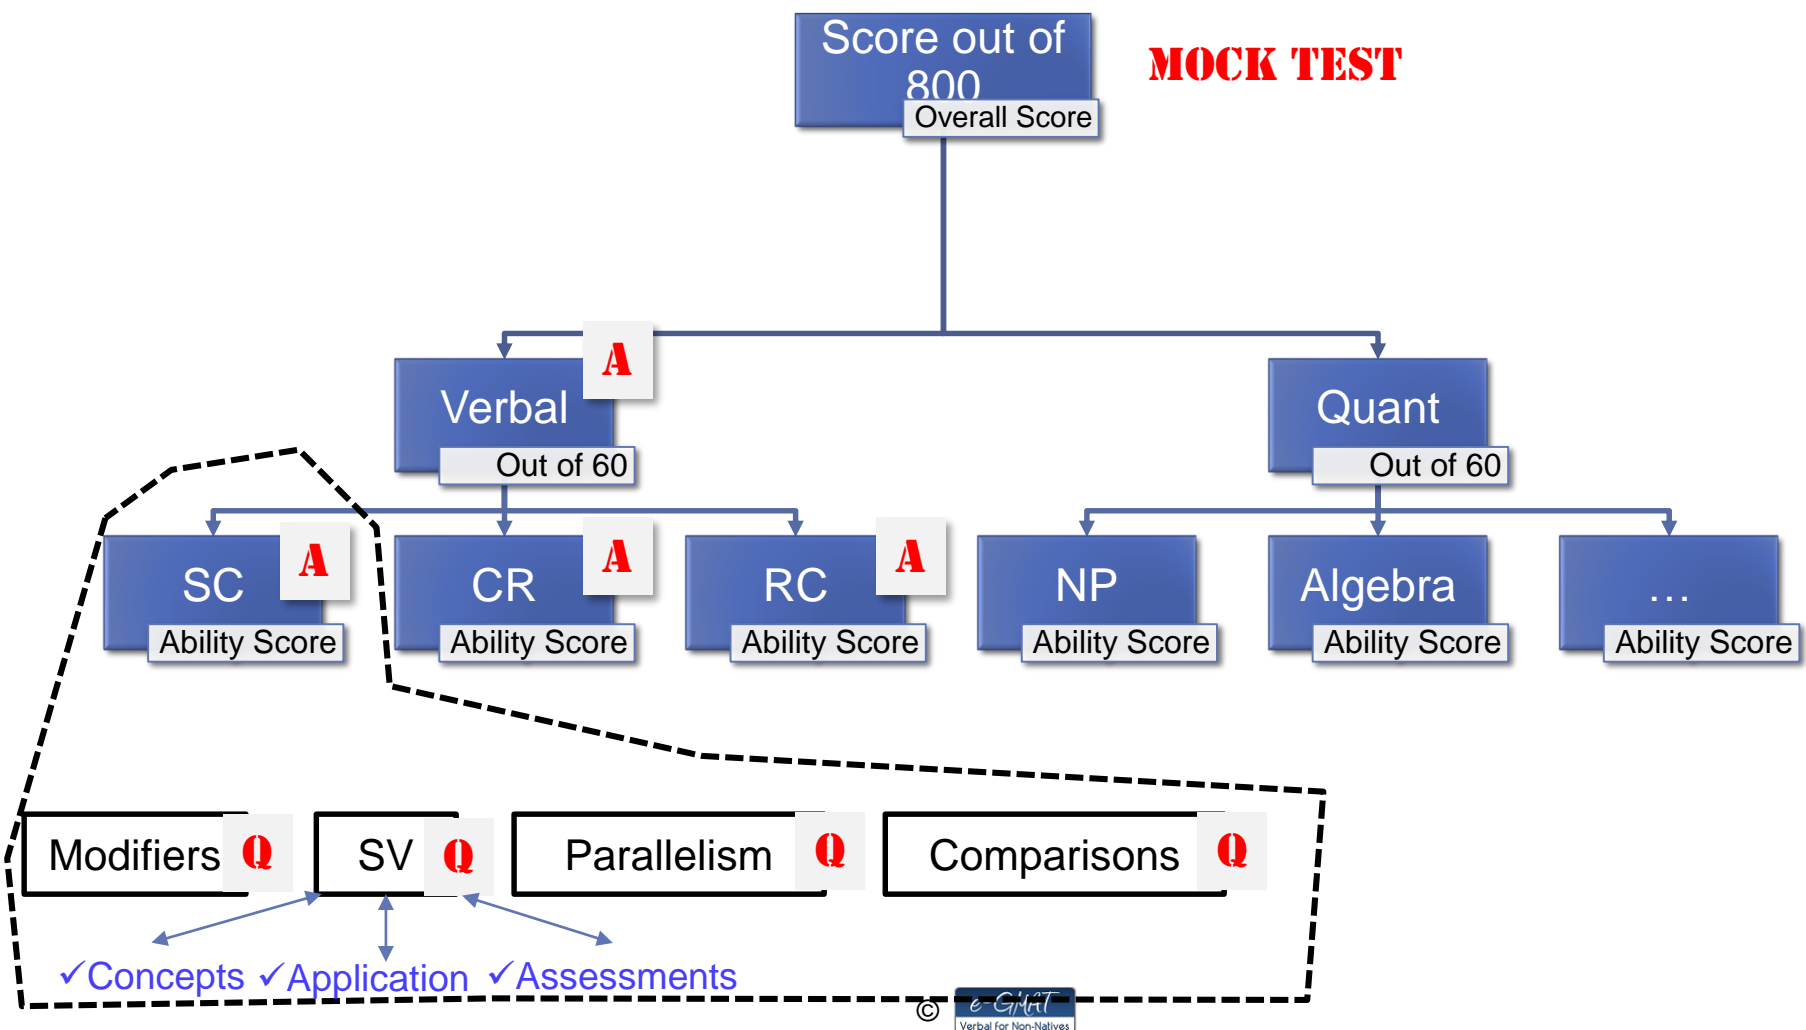 Score out of
800
Overall Score
MOCK TEST
Verbal
A
Out of 60
Quant
Out of 60
SC
A
Ability Score
CR
A
Ability Score
RC
A
Ability Score
NP
Ability Score
Algebra
Ability Score
...
Ability Score
Modifiers
Q
SV
Q
Parallelism
Q
Comparisons
Q
✓Concepts ✓Application ✓Assessments
©
e-GMAT
Verbal for Non-Natives